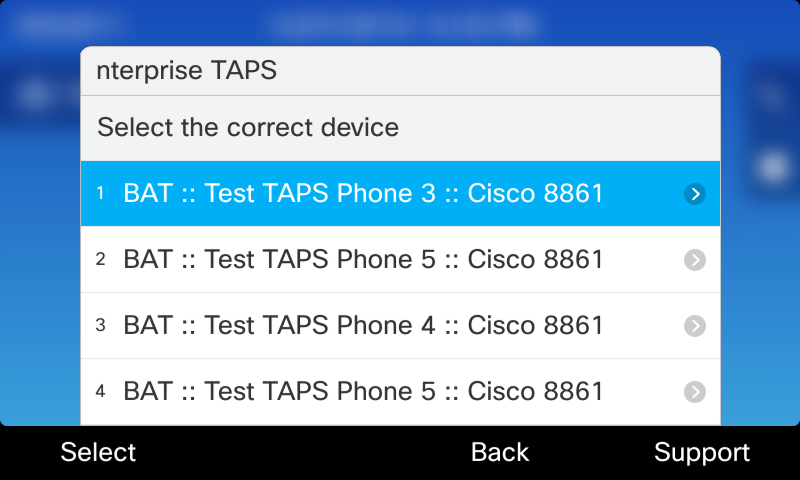 nterprise TAPS
Select the correct device
1 BAT :: Test TAPS Phone 3 :: Cisco 8861
2 BAT :: Test TAPS Phone 5 :: Cisco 8861
3 BAT :: Test TAPS Phone 4 :: Cisco 8861
4 BAT :: Test TAPS Phone 5 :: Cisco 8861
Select Back Support